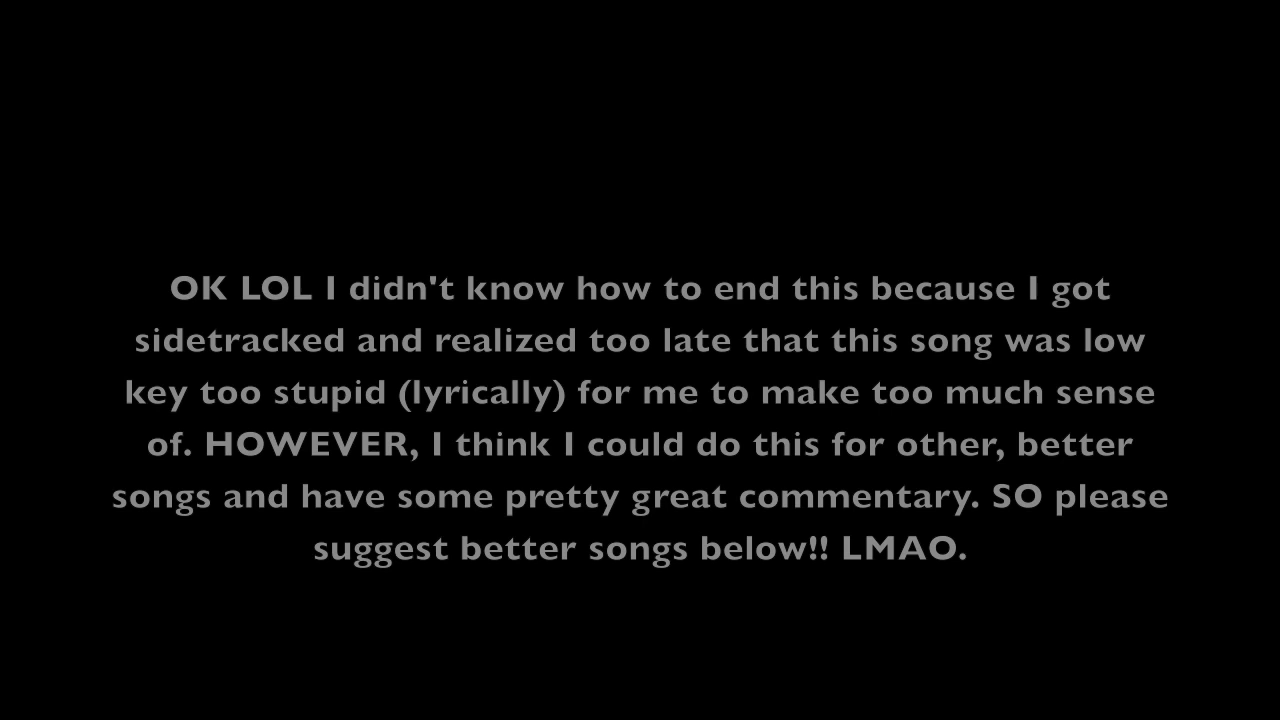 OK LOL I didn't know how to end this because I got
sidetracked and realized too late that this song was low
key too stupid (lyrically) for me to make too much sense
of. HOWEVER, I think I could do this for other, better
songs and have some pretty great commentary. SO please
suggest better songs below!! LMAO.